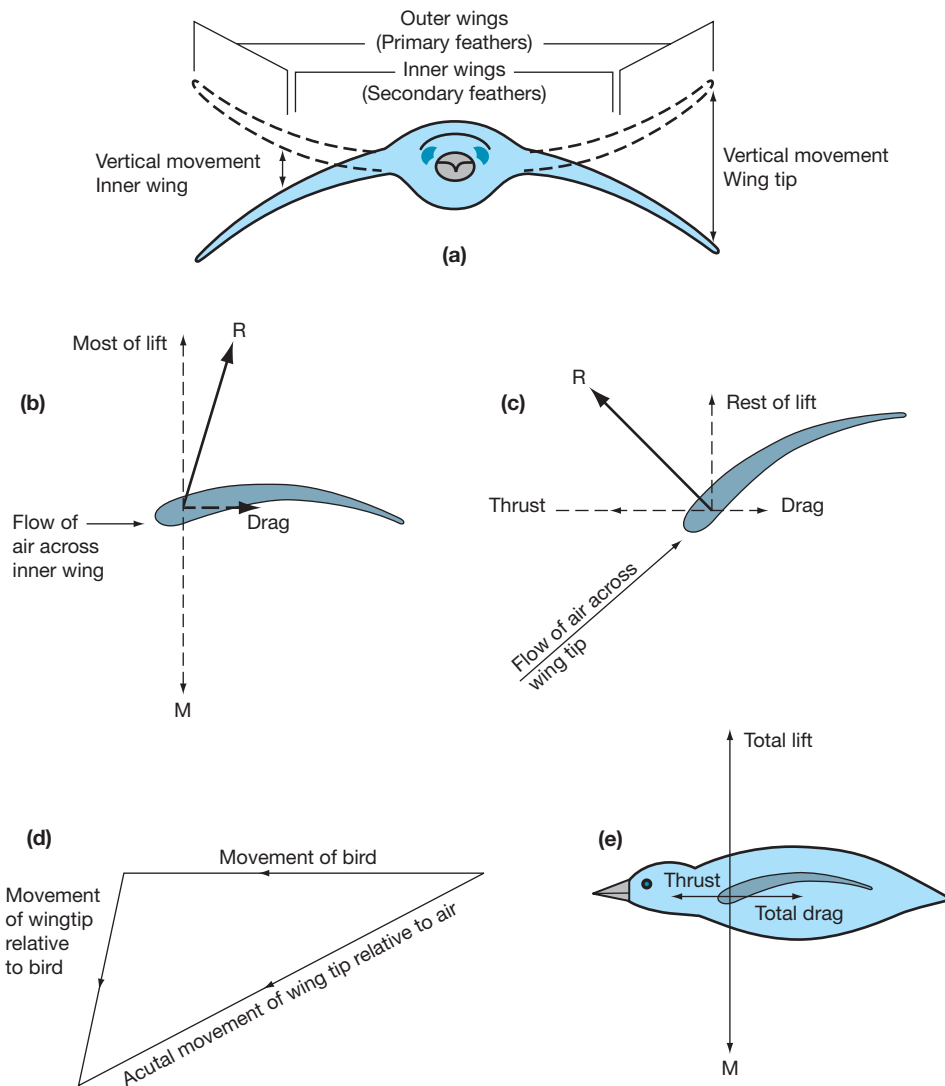 Outer wings
(Primary feathers)
Inner wings
(Secondary feathers)
Vertical movement
Inner wing
Vertical movement
Wing tip
(a)
(b)
Most of lift
R
Flow of
air across
inner wing
Drag
M
(c)
R
Rest of lift
Thrust
Drag
Flow of air across
wing tip
(d)
Movement of bird
Movement
of wingtip
relative
to bird
Acutal movement of wing tip relative to air
(e)
Total lift
Thrust
Total drag
M